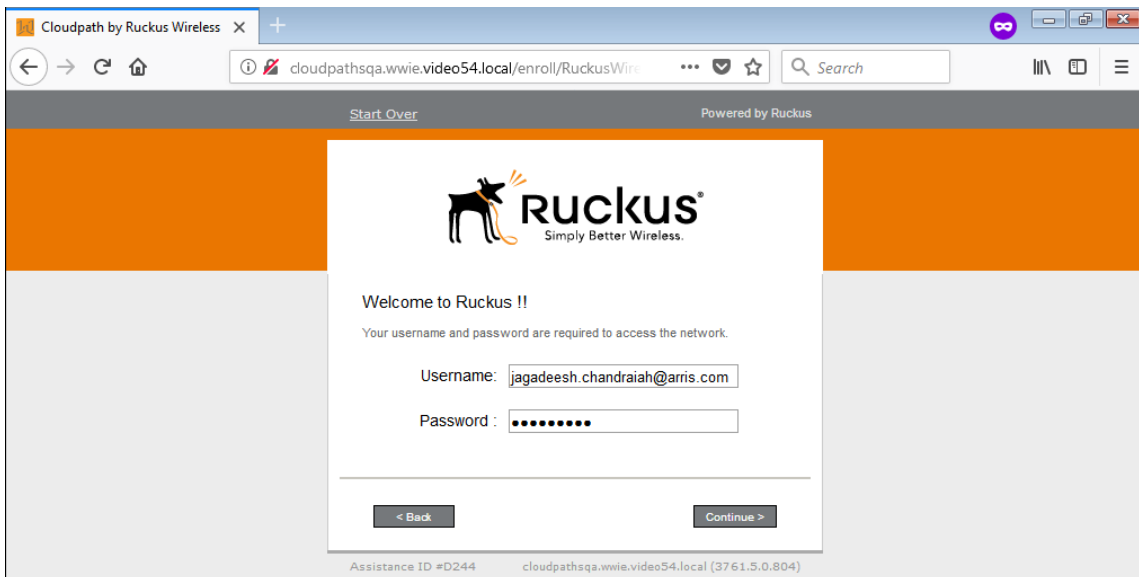 Cloudpath by Ruckus Wireless
cloudpathsqa.wwie.video54.local/enroll/RuckusWire
Search
Start Over
Powered by Ruckus
RUCKUS®
Simply Better Wireless.
Welcome to Ruckus !!
Your username and password are required to access the network.
Username: jagadeesh.chandraiah@arris.com
Password :
< Back
Continue >
Assistance ID #D244
cloudpathsqa.wwie.video54.local (3761.5.0.804)